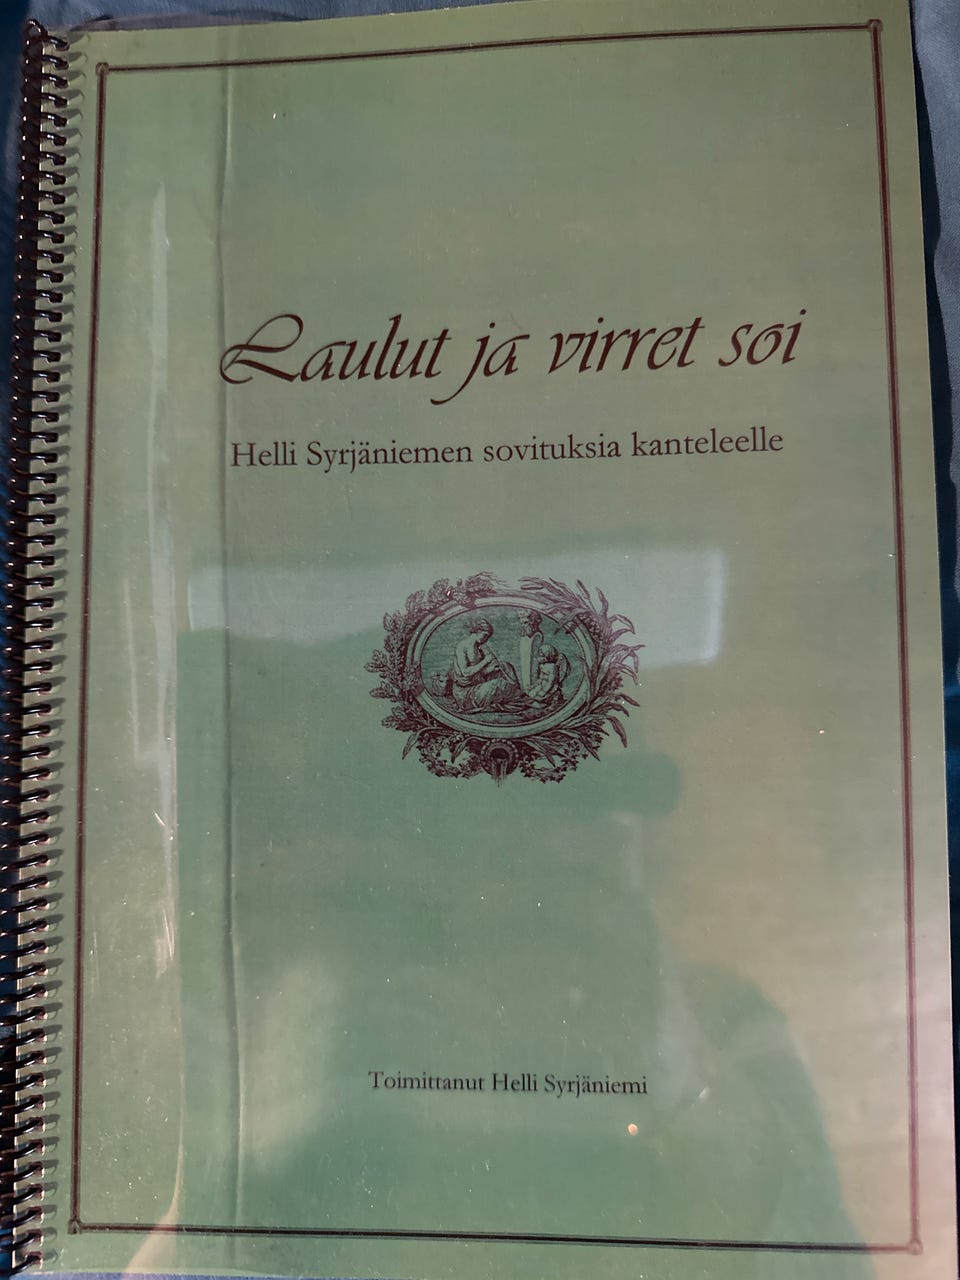 Laulut ja virret soi
Helli Syrjäniemen sovituksia kanteleelle
Toimittanut Helli Syrjäniemi